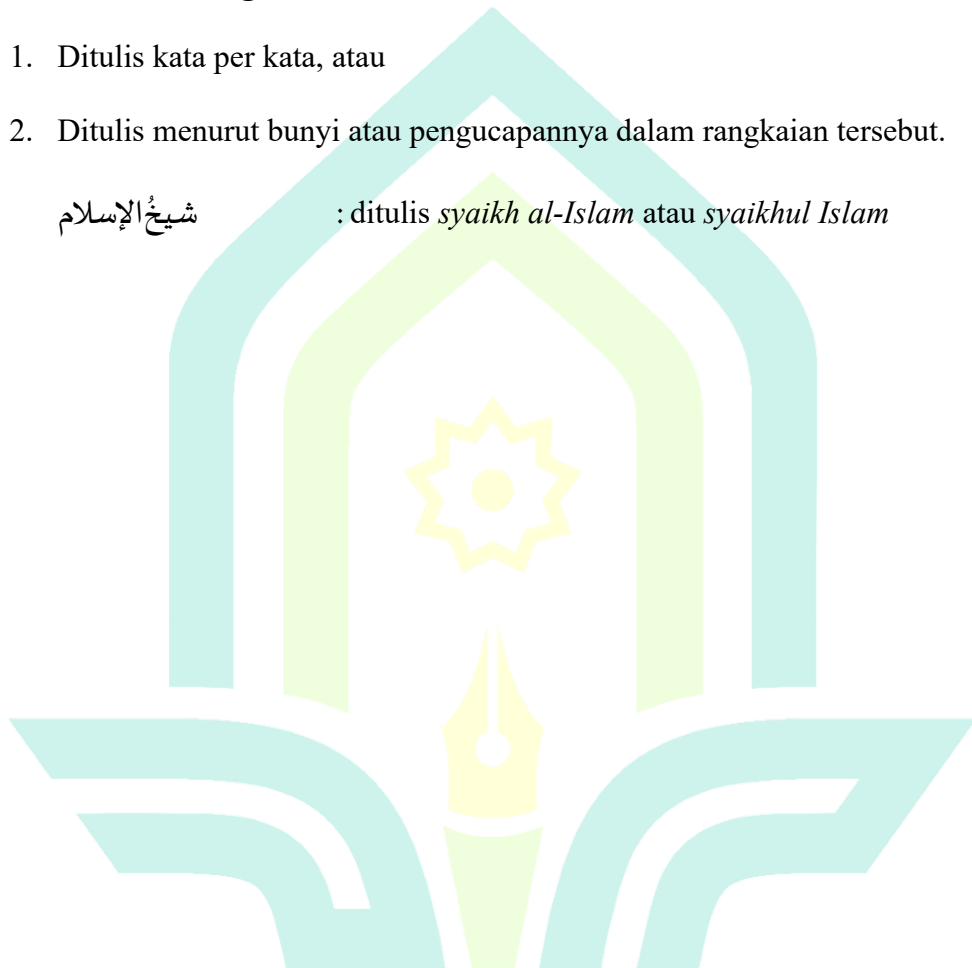 1. Ditulis kata per kata, atau
2. Ditulis menurut bunyi atau pengucapannya dalam rangkaian tersebut.
شيخُ الإسلام : ditulis syaikh al-Islam atau syaikhul Islam